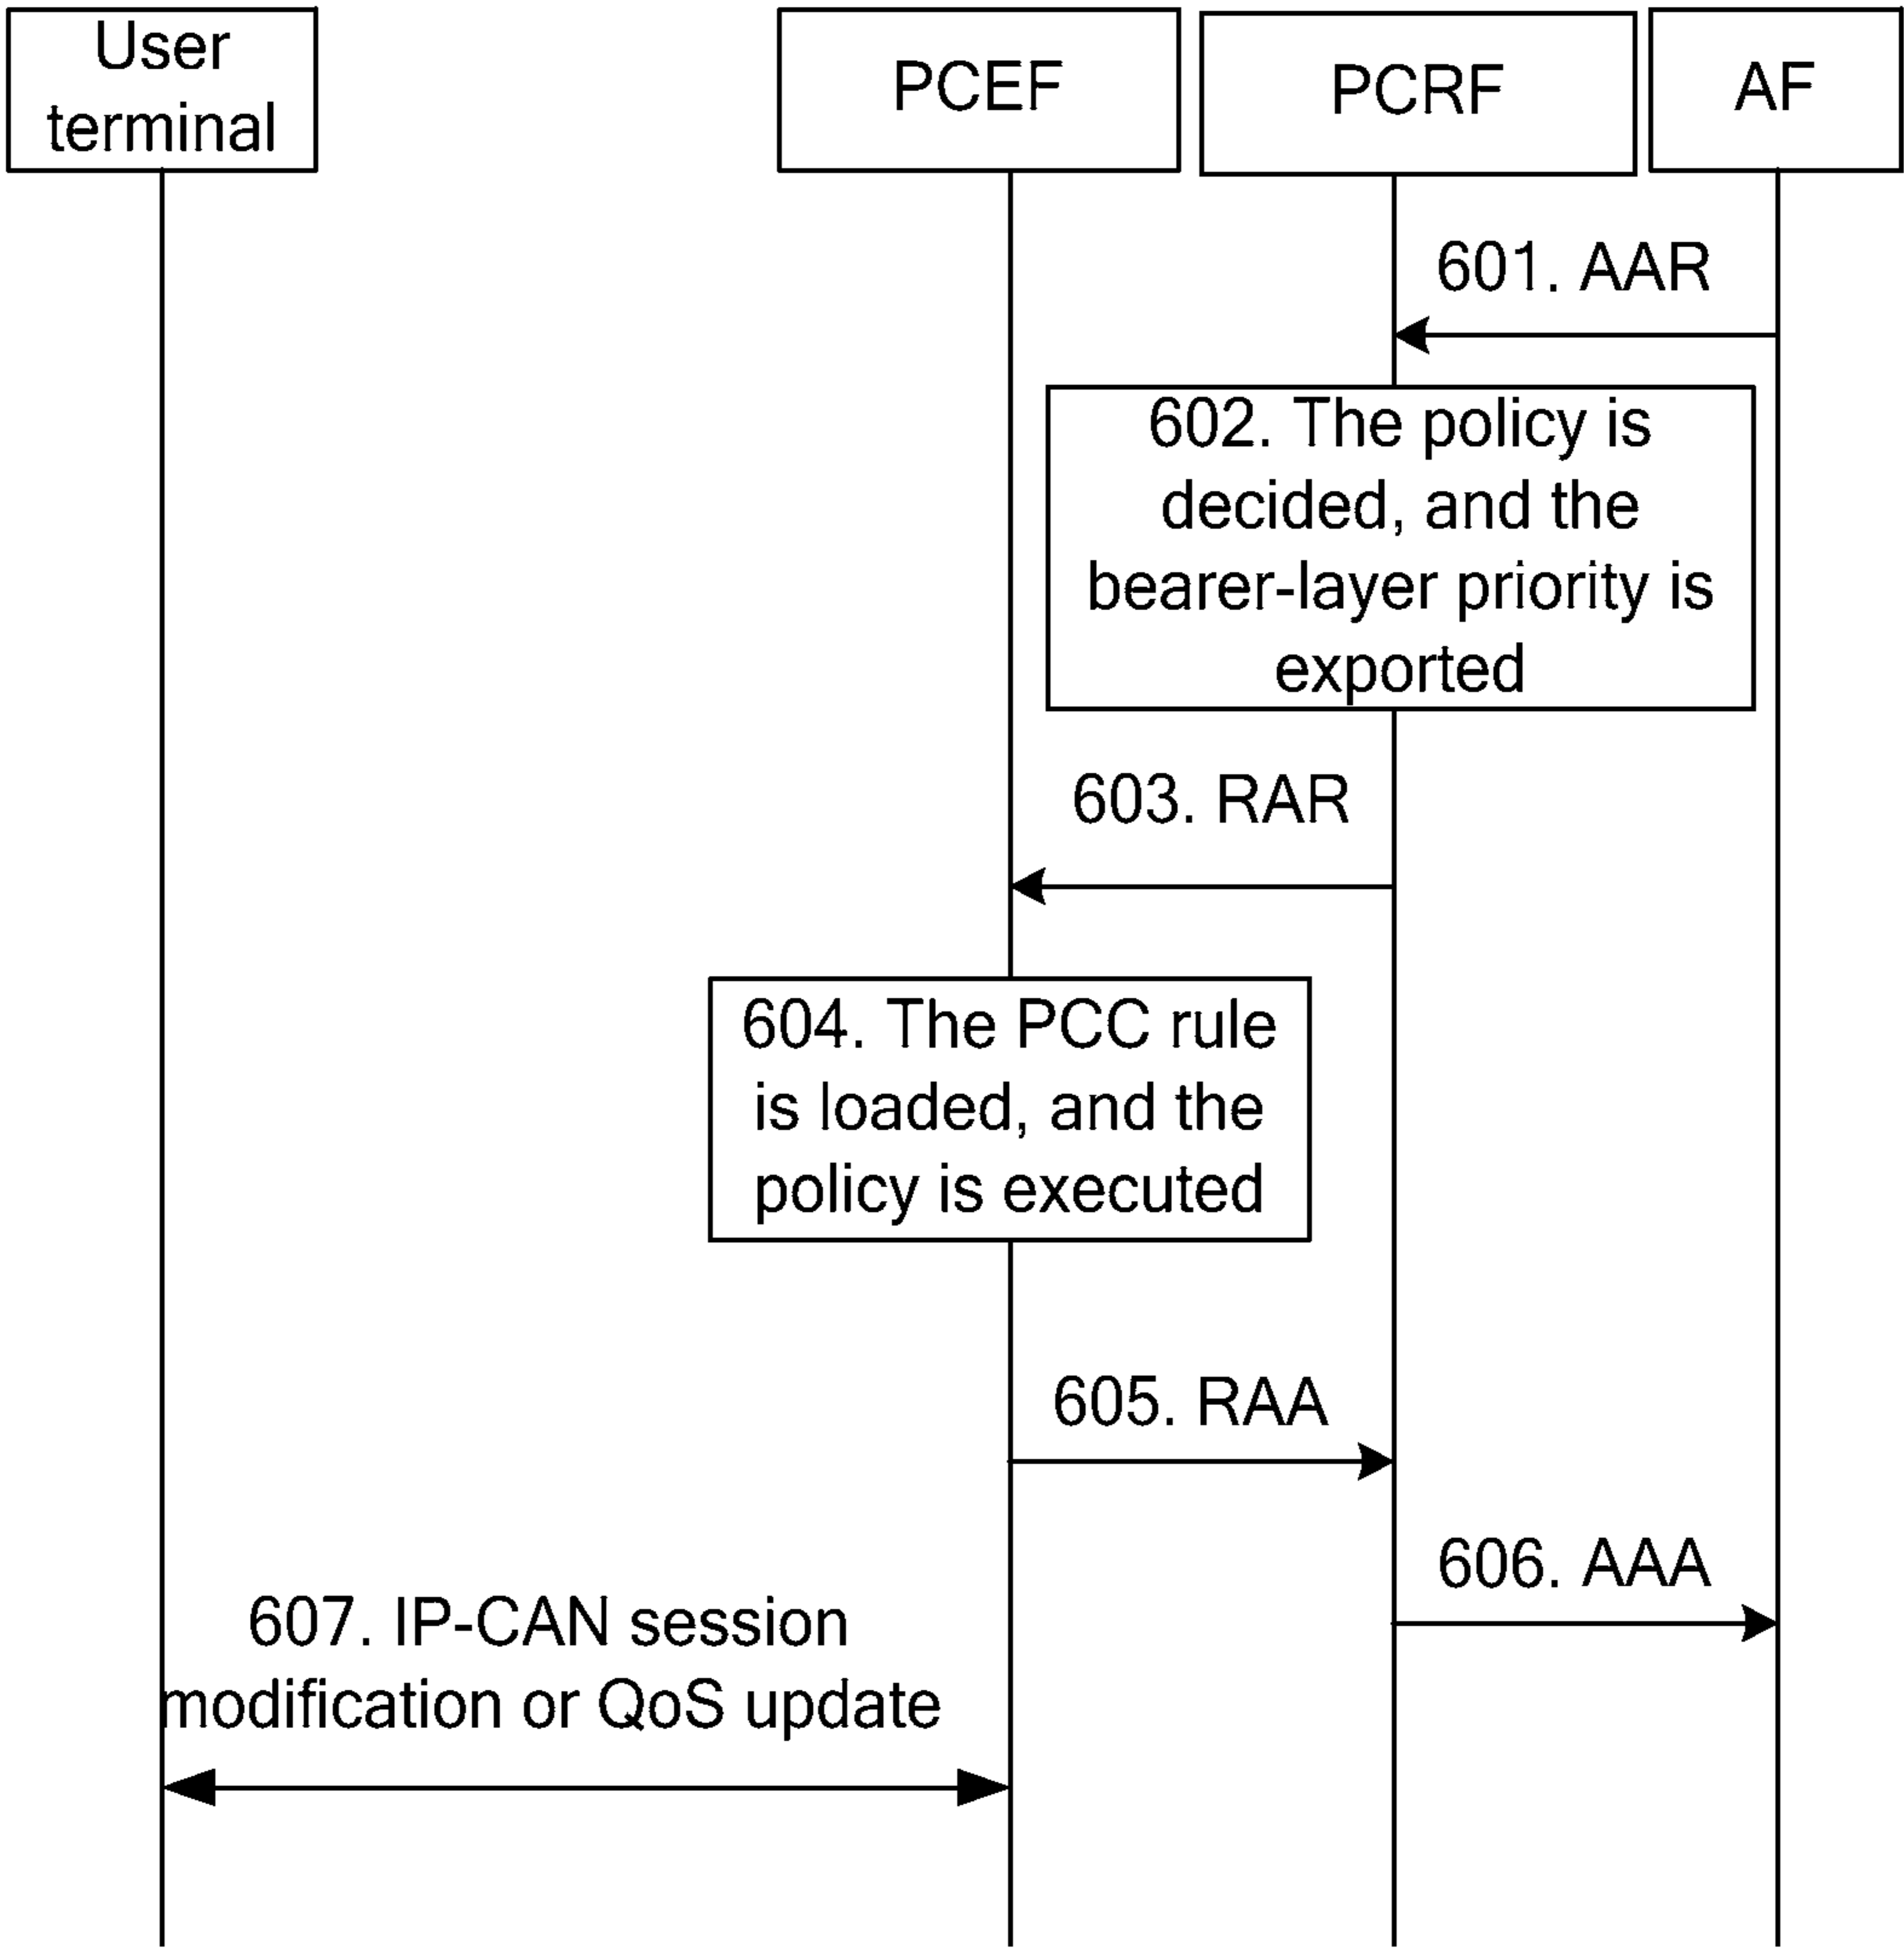 User
terminal
PCEF
PCRF
AF
601. AAR
602. The policy is
decided, and the
bearer-layer priority is
exported
603. RAR
604. The PCC rule
is loaded, and the
policy is executed
605. RAA
606. AAA
607. IP-CAN session
modification or QoS update